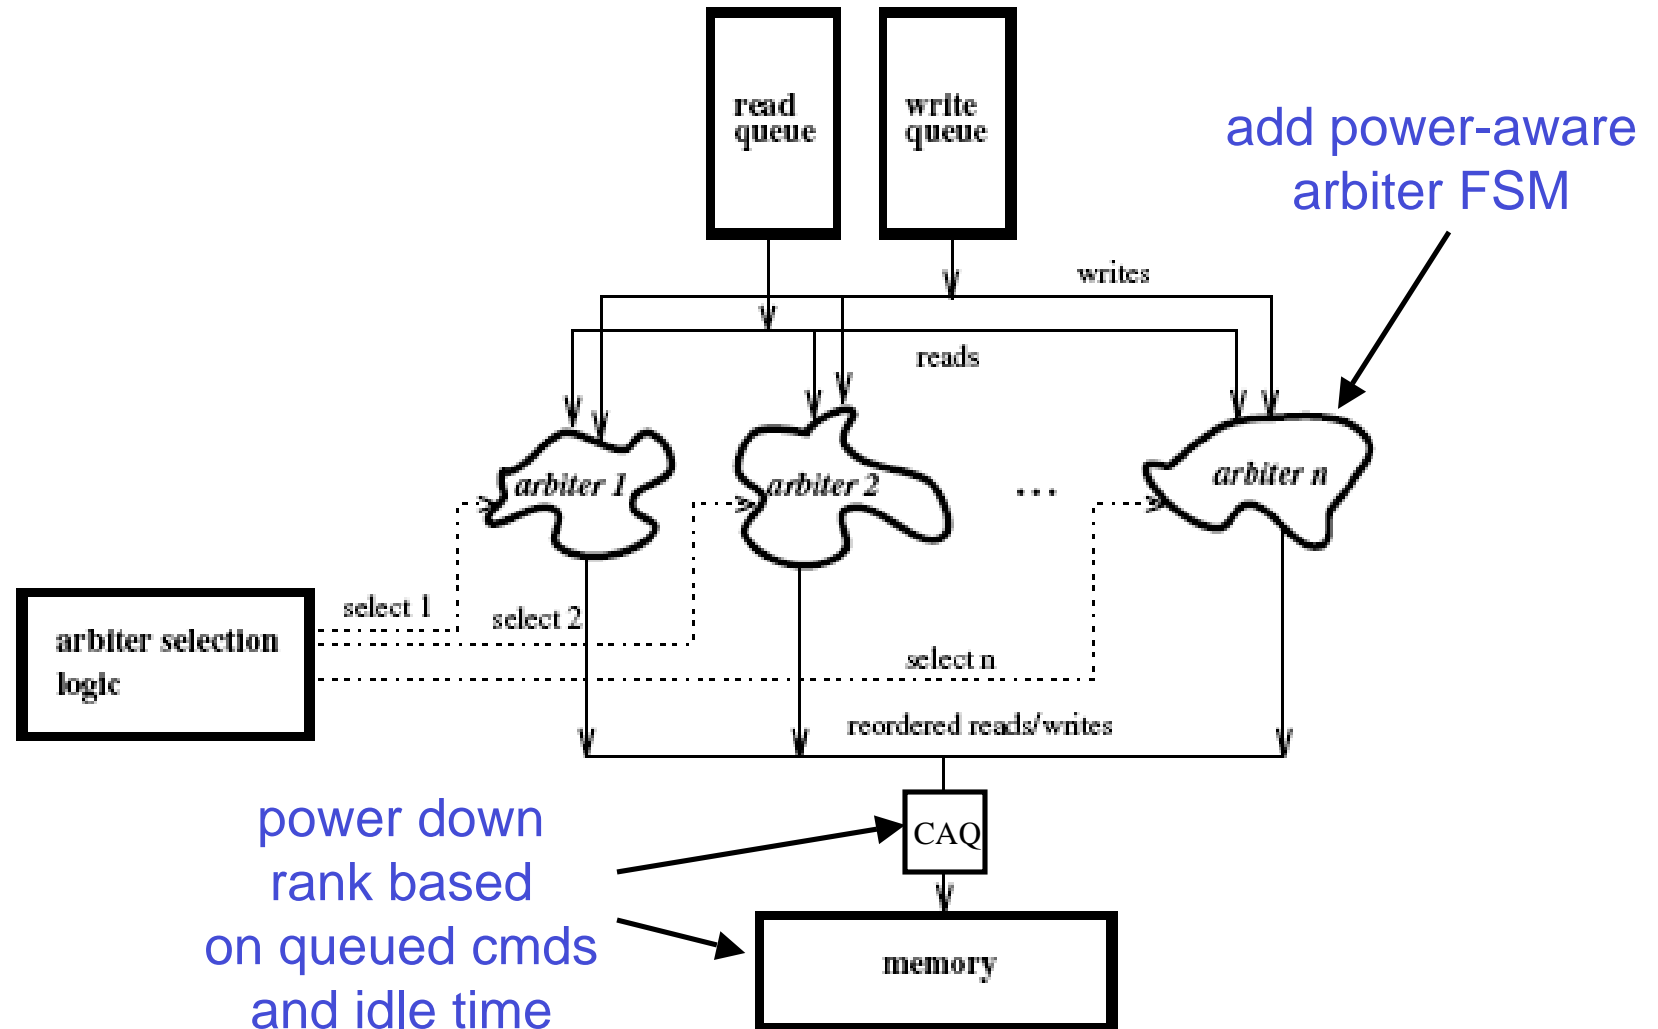 read
queue
write
queue
add power-aware
arbiter FSM
writes
reads
arbiter 1
arbiter 2
...
arbiter n
select 1
select 2
select n
arbiter selection
logic
reordered reads/writes
power down
rank based
on queued cmds
and idle time
CAQ
memory